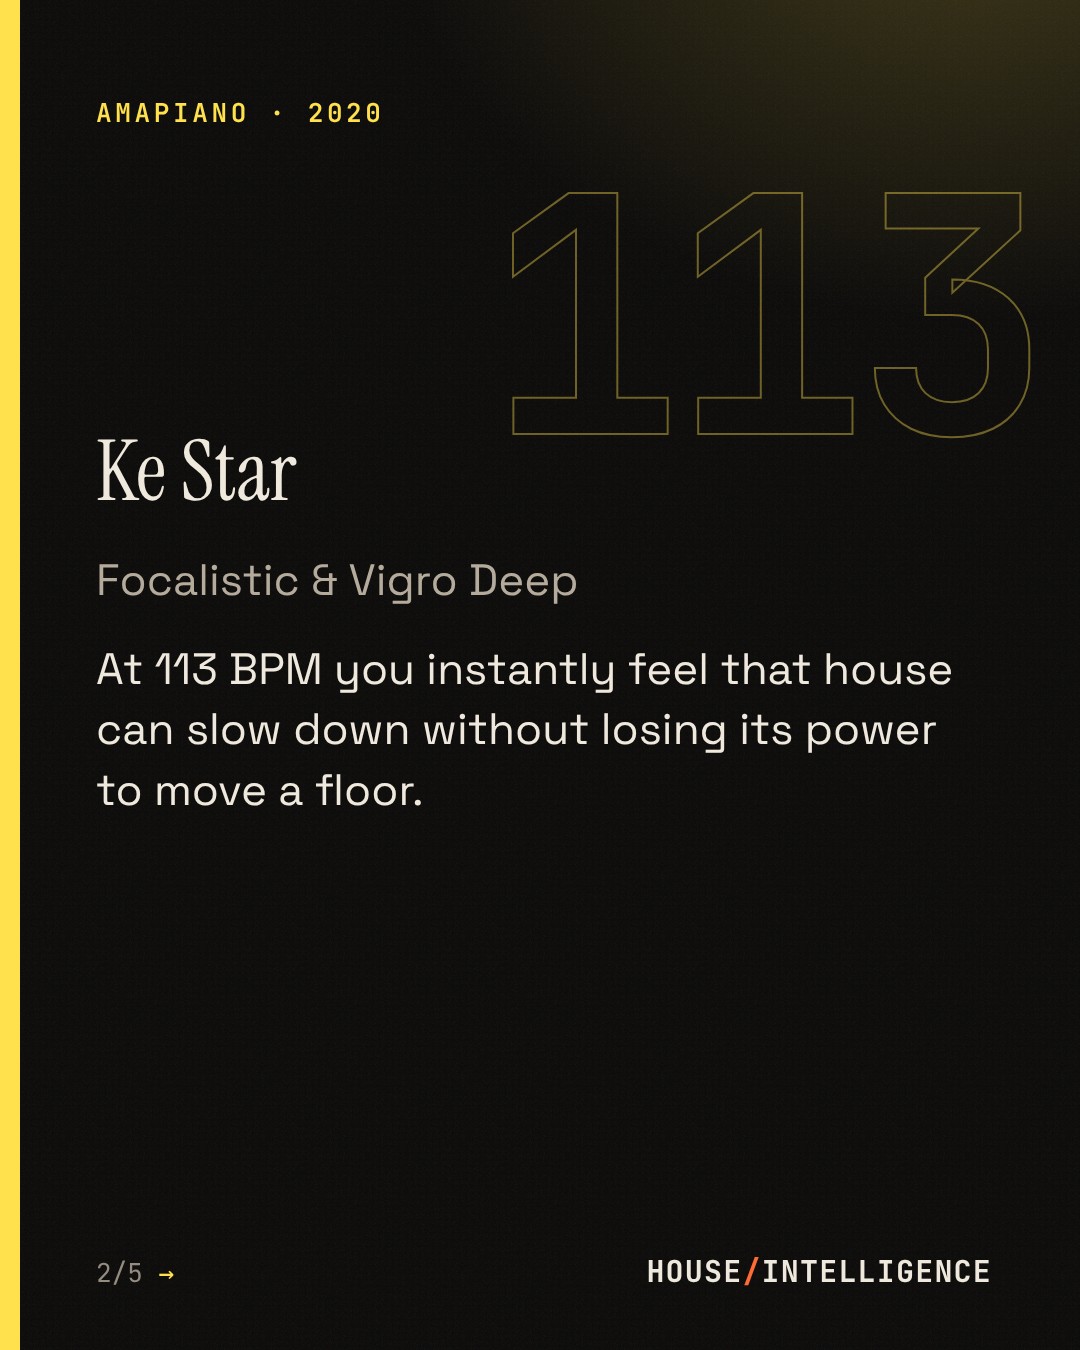 AMAPIANO · 2020
113
Ke Star
Focalistic & Vigro Deep
At 113 BPM you instantly feel that house
can slow down without losing its power
to move a floor.
2/5 →
HOUSE/INTELLIGENCE